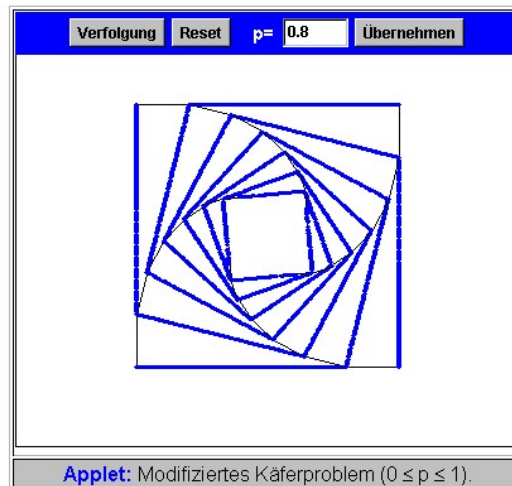 Verfolgung Reset p= 0.8 Übernehmen
Applet: Modifiziertes Käferproblem (0 ≤ p ≤ 1).